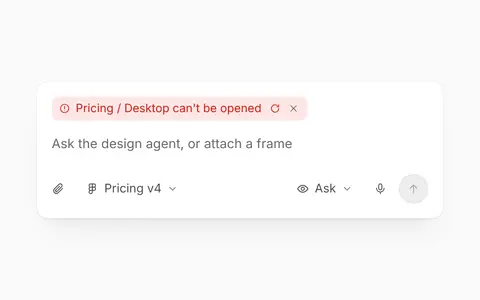 Pricing / Desktop can't be opened
Ask the design agent, or attach a frame
Pricing v4 Ask